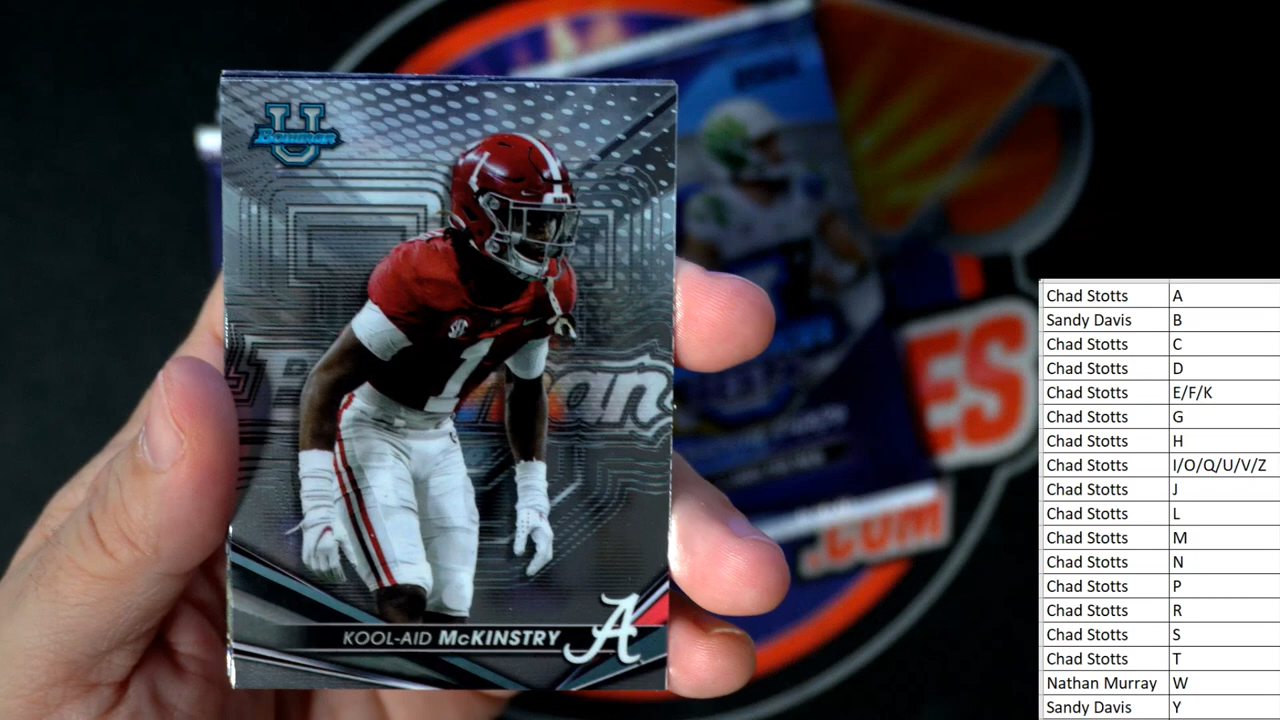 U
Bowman
1
KOOL-AID McKINSTRY
A
ES
.COM
Chad Stotts A
Sandy Davis B
Chad Stotts C
Chad Stotts D
Chad Stotts E/F/K
Chad Stotts G
Chad Stotts H
Chad Stotts I/O/Q/U/V/Z
Chad Stotts J
Chad Stotts L
Chad Stotts M
Chad Stotts N
Chad Stotts P
Chad Stotts R
Chad Stotts S
Chad Stotts T
Nathan Murray W
Sandy Davis Y